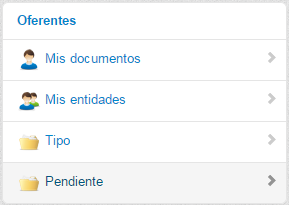 Oferentes
Mis documentos
Mis entidades
Tipo
Pendiente